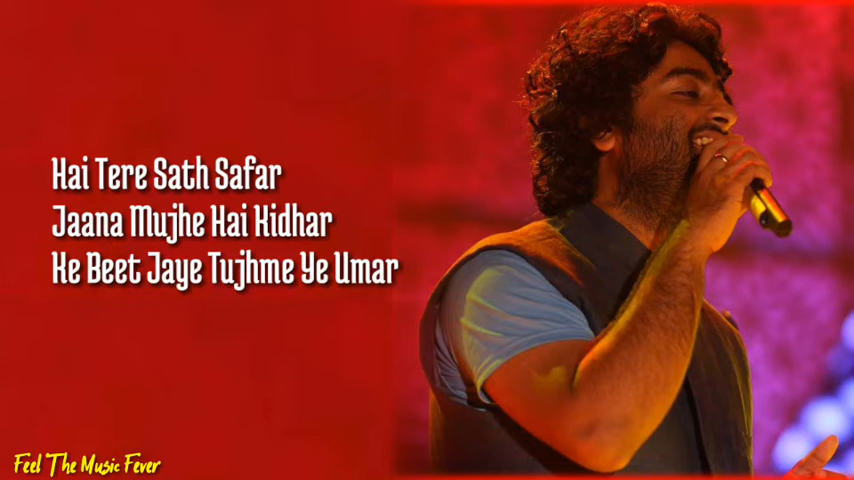 Hai Tere Sath Safar
Jaana Mujhe Hai Kidhar
Ke Beet Jaye Tujhme Ye Umar
Feel The Music Fever